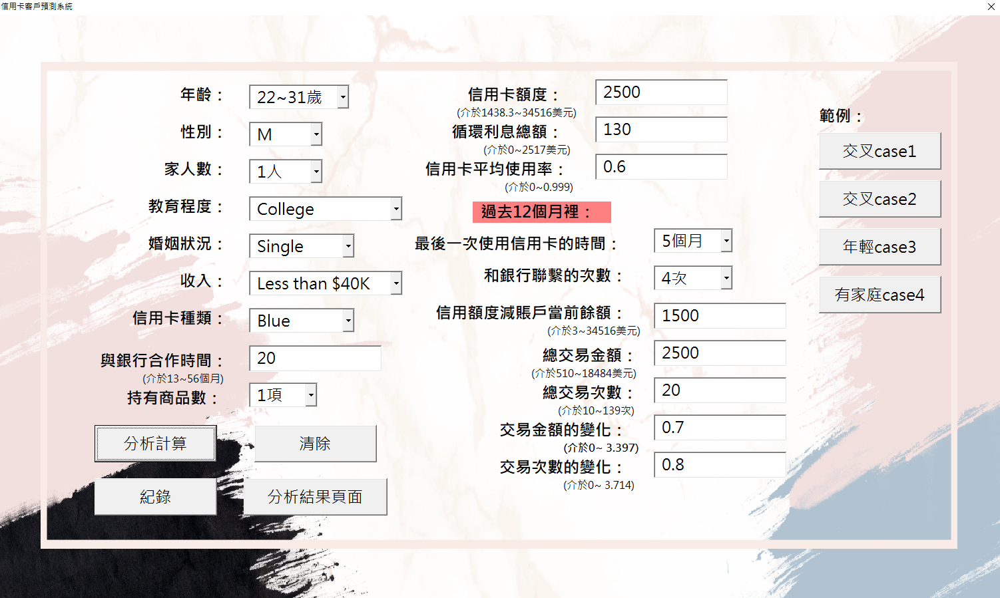 信用卡客戶預測系統
年齡：
22~31歲
性別：
M
家人數：
1人
教育程度：
College
婚姻狀況：
Single
收入：
Less than $40K
信用卡種類：
Blue
與銀行合作時間：
20
(介於13~56個月)
持有商品數：
1項
分析計算
清除
紀錄
分析結果頁面
信用卡額度：
2500
(介於1438.3~34516美元)
循環利息總額：
130
(介於0~2517美元)
信用卡平均使用率：
0.6
(介於0~0.999)
過去12個月裡：
最後一次使用信用卡的時間：
5個月
和銀行聯繫的次數：
4次
信用額度減賬戶當前餘額：
1500
(介於3~34516美元)
總交易金額：
2500
(介於510~18484美元)
總交易次數：
20
(介於10~139次)
交易金額的變化：
0.7
(介於0~ 3.397)
交易次數的變化：
0.8
(介於0~ 3.714)
範例：
交叉case1
交叉case2
年輕case3
有家庭case4